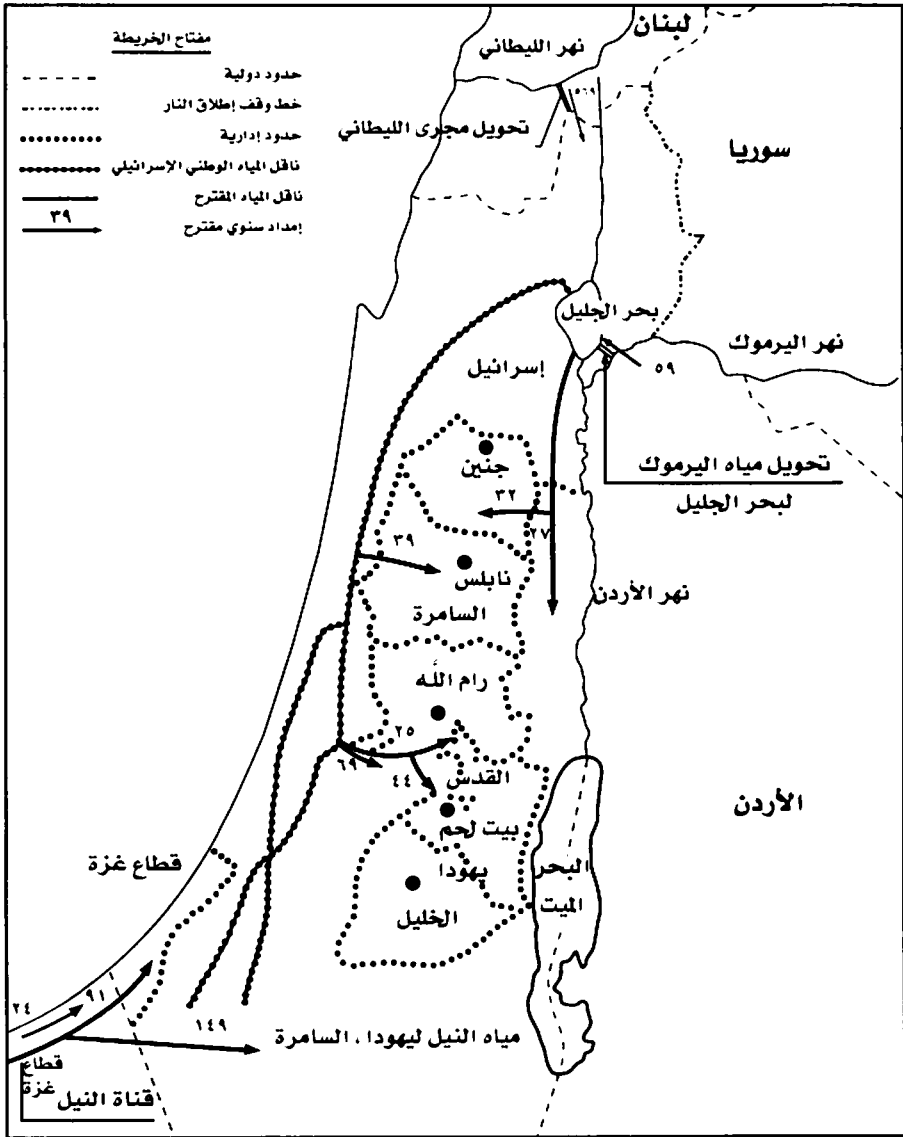 لبنان
نهر الليطاني
مفتاح الخريطة
حدود دولية
خط وقف إطلاق النار
حدود إدارية
ناقل المياه الوطني الإسرائيلي
ناقل المياه المقترح
٣٩
إمداد سنوي مقترح
٥٦٩
تحويل مجرى الليطاني
سوريا
بحر الجليل
نهر اليرموك
إسرائيل
٥٩
جنين
تحويل مياه اليرموك
لبحر الجليل
٣٢
٢٧
٣٩
نابلس
السامرة
نهر الأردن
رام اللَّه
٢٥
٦٩
٤٤
القدس
الأردن
بيت لحم
يهودا
البحر
الميت
قطاع غزة
الخليل
٢٤
٩١
١٤٩
مياه النيل ليهودا، السامرة
قطاع
غزة
قناة النيل